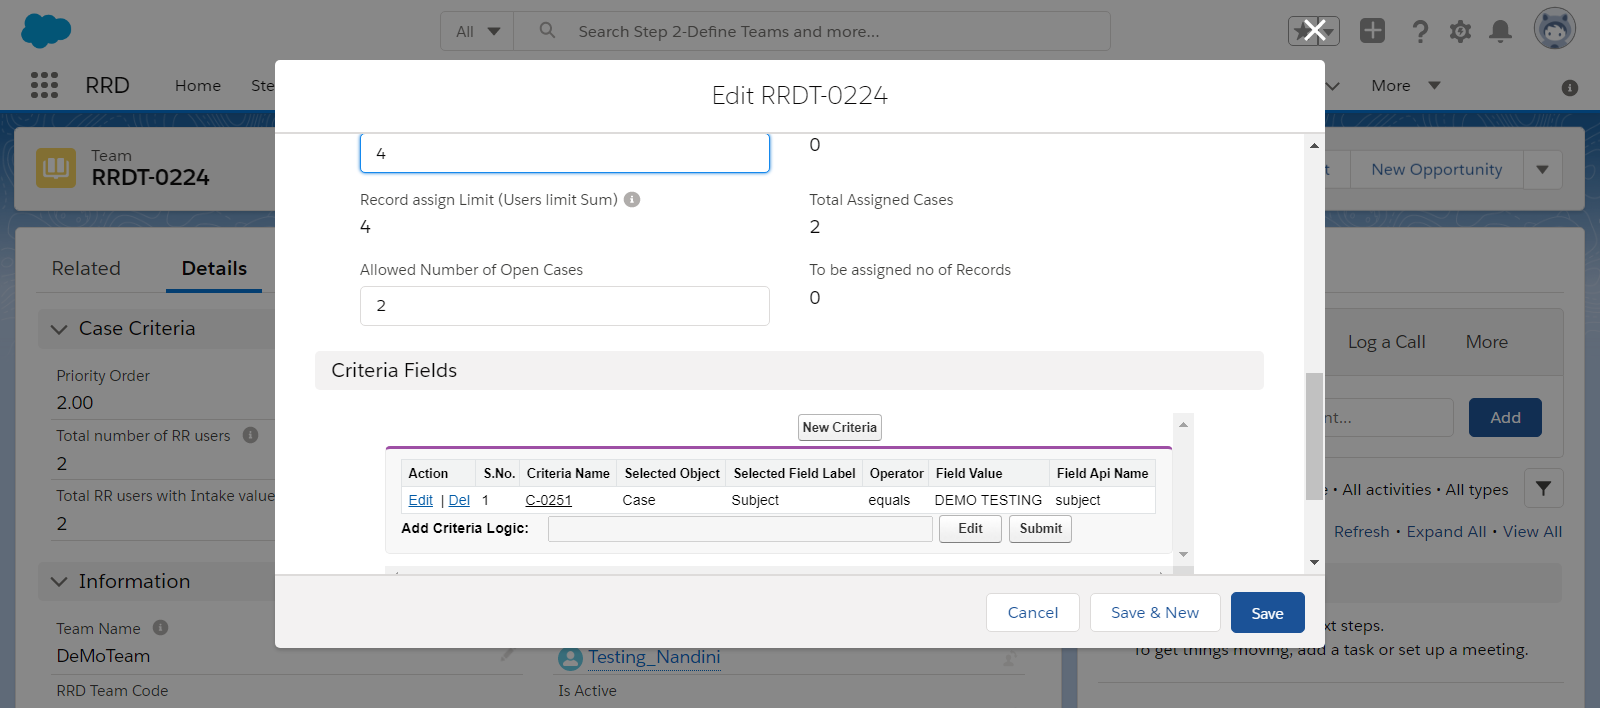 All
Search Step 2-Define Teams and more...
RRD
Home
Ste
More
Edit RRDT-0224
Team
RRDT-0224
t
New Opportunity
4
0
Record assign Limit (Users limit Sum)
Total Assigned Cases
4
2
Related
Details
Allowed Number of Open Cases
To be assigned no of Records
2
0
Case Criteria
Log a Call
More
Criteria Fields
Priority Order
2.00
New Criteria
nt...
Add
Total number of RR users
2
Action S.No. Criteria Name Selected Object Selected Field Label Operator Field Value Field Api Name
Edit | Del 1 C-0251 Case Subject equals DEMO TESTING subject
Total RR users with Intake value
2
Add Criteria Logic:
Edit
Submit
• All activities • All types
Refresh • Expand All • View All
Information
Cancel
Save & New
Save
Team Name
DeMoTeam
Testing_Nandini
xt steps.
To get things moving, add a task or set up a meeting.
RRD Team Code
Is Active